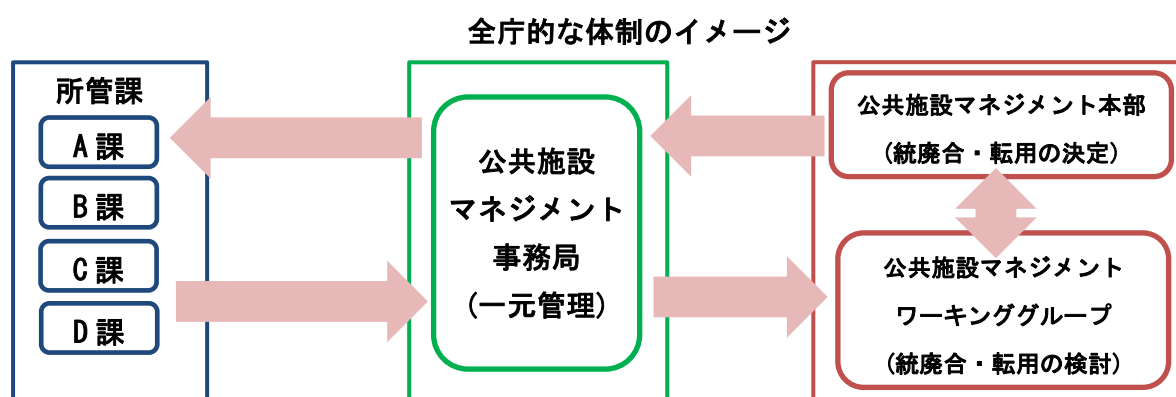 全庁的な体制のイメージ
所管課
A課
B課
C課
D課
公共施設
マネジメント
事務局
(一元管理)
公共施設マネジメント本部
(統廃合・転用の決定)
公共施設マネジメント
ワーキンググループ
(統廃合・転用の検討)